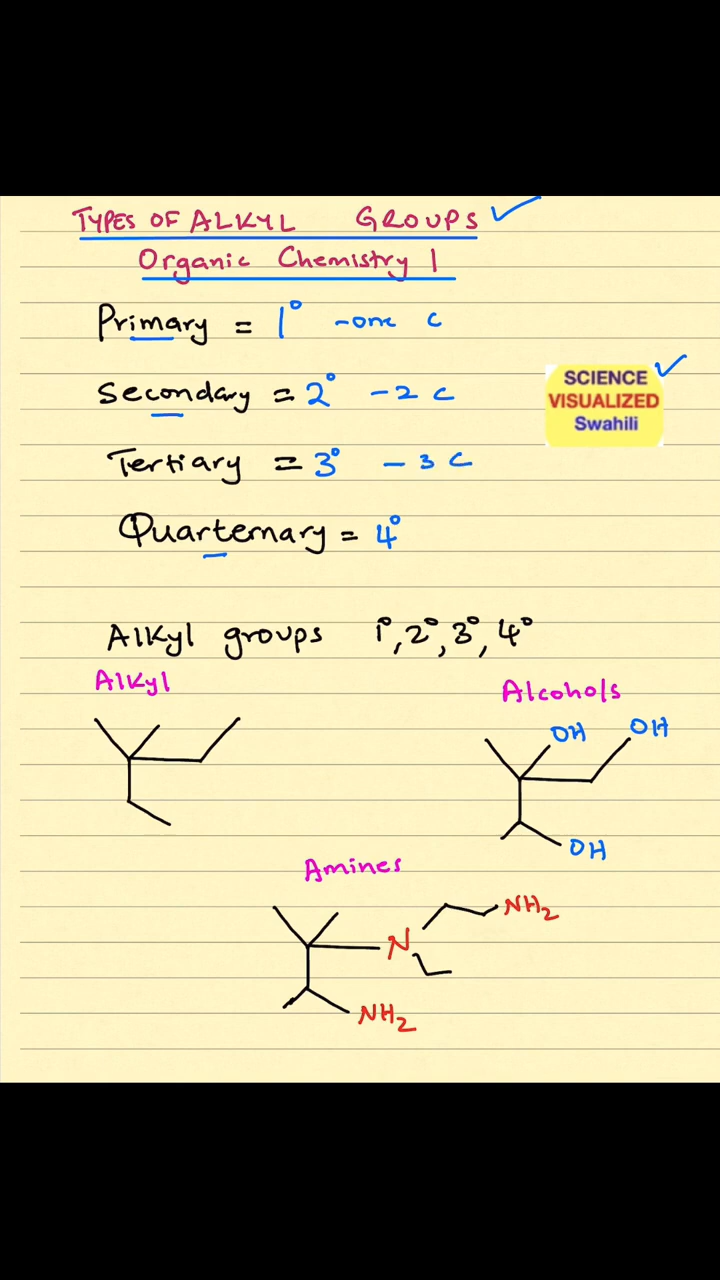 TYPES OF ALKYL GROUPS
Organic Chemistry 1
Primary = 1° -one c
Secondary = 2° - 2 c
SCIENCE
VISUALIZED
Swahili
Tertiary = 3° - 3 C
Quarternary = 4°
Alkyl groups 1°, 2°, 3°, 4°
Alkyl
Alcohols
OH OH
OH
Amines
N NH2
NH2